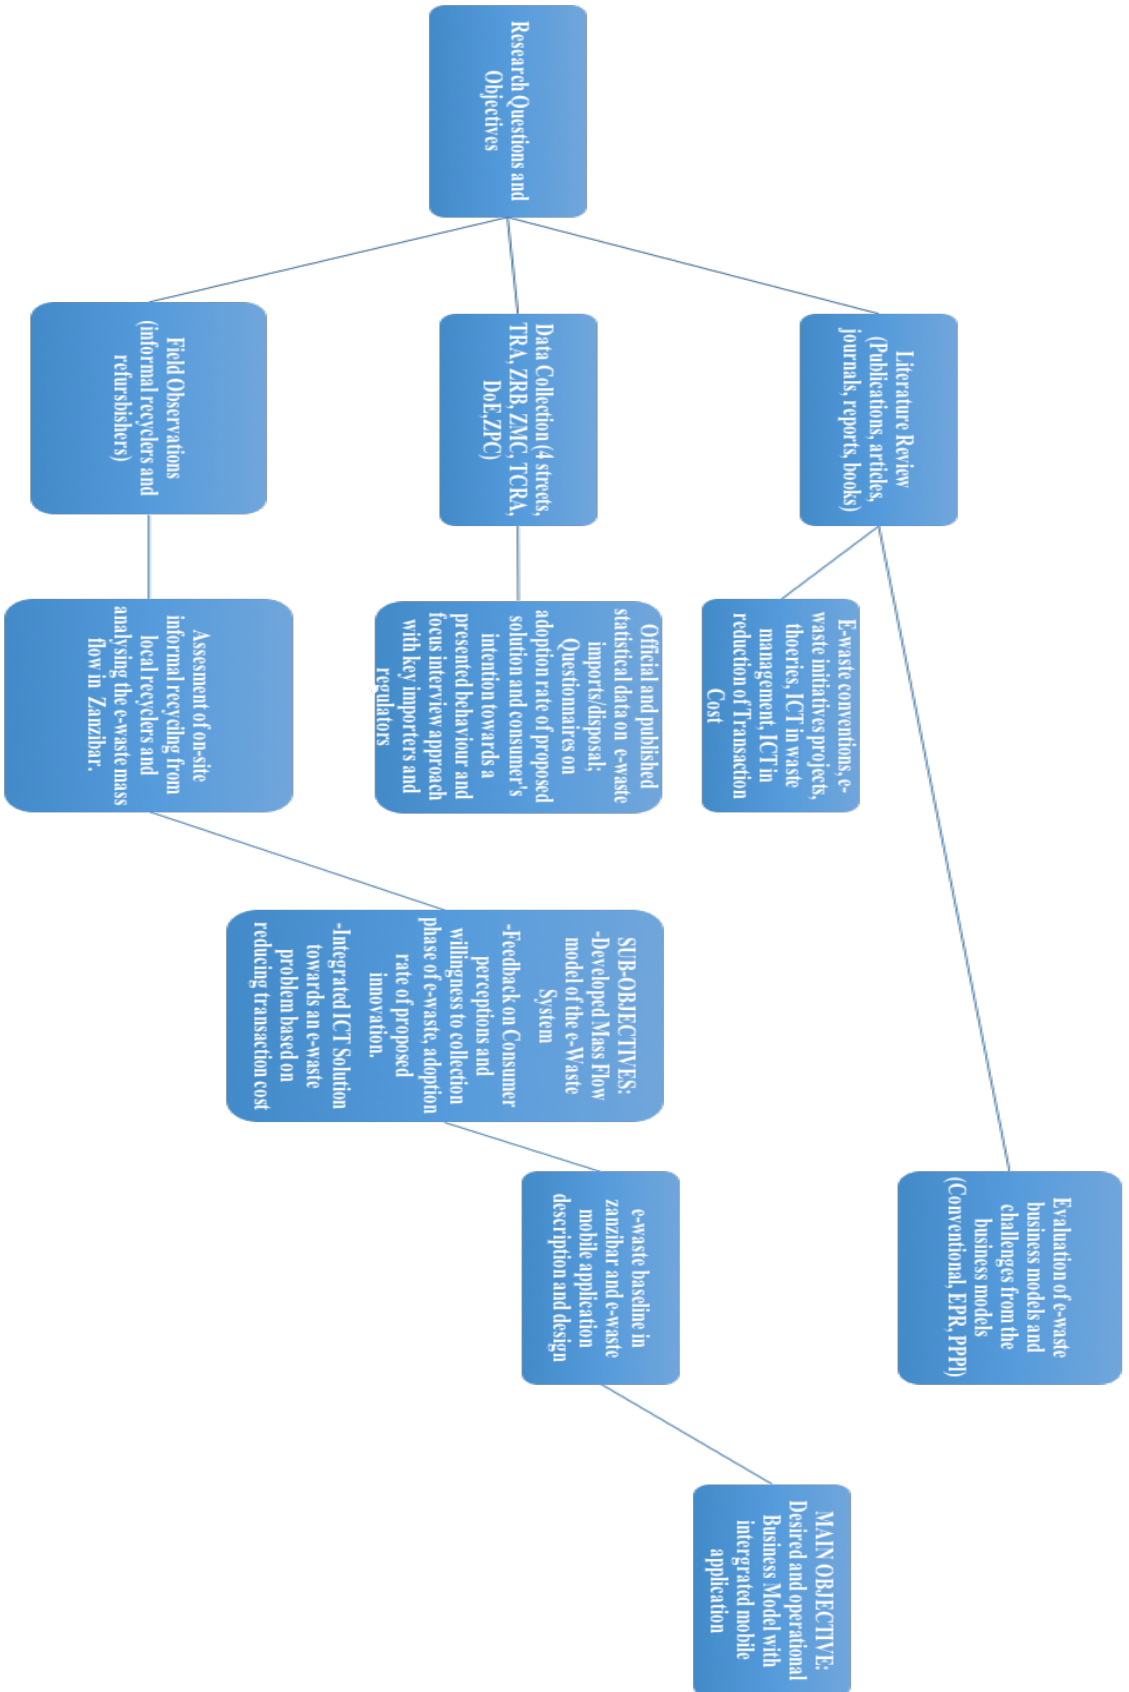 Research Questions and
Objectives
Literature Review
(Publications, articles,
journals, reports, books)
Data Collection (4 streets,
TRA, ZRB, ZMC, TCRA,
DoE,ZPC)
Field Observations
(informal recyclers and
refursbishers)
E-waste conventions, e-
waste initiatives projects,
thoeries, ICT in waste
management, ICT in
reduction of Transaction
Cost
Official and published
statistical data on e-waste
imports/disposal;
Questionnaires on
adoption rate of proposed
solution and consumer's
intention towards a
presented behaviour and
focus interview approach
with key importers and
regulators
Assesment of on-site
informal recycilng from
local recyclers and
analysing the e-waste mass
flow in Zanzibar.
SUB-OBJECTIVES:
-Developed Mass Flow
model of the e-Waste
System
-Feedback on Consumer
perceptions and
willingness to collection
phase of e-waste, adoption
rate of proposed
innovation.
-Integrated ICT Solution
towards an e-waste
problem based on
reducing transaction cost
Evaluation of e-waste
business models and
challenges from the
business models
(Conventional, EPR, PPPI)
e-waste baseline in
zanzibar and e-waste
mobile application
description and design
MAIN OBJECTIVE:
Desired and operational
Business Model with
intergrated mobile
application